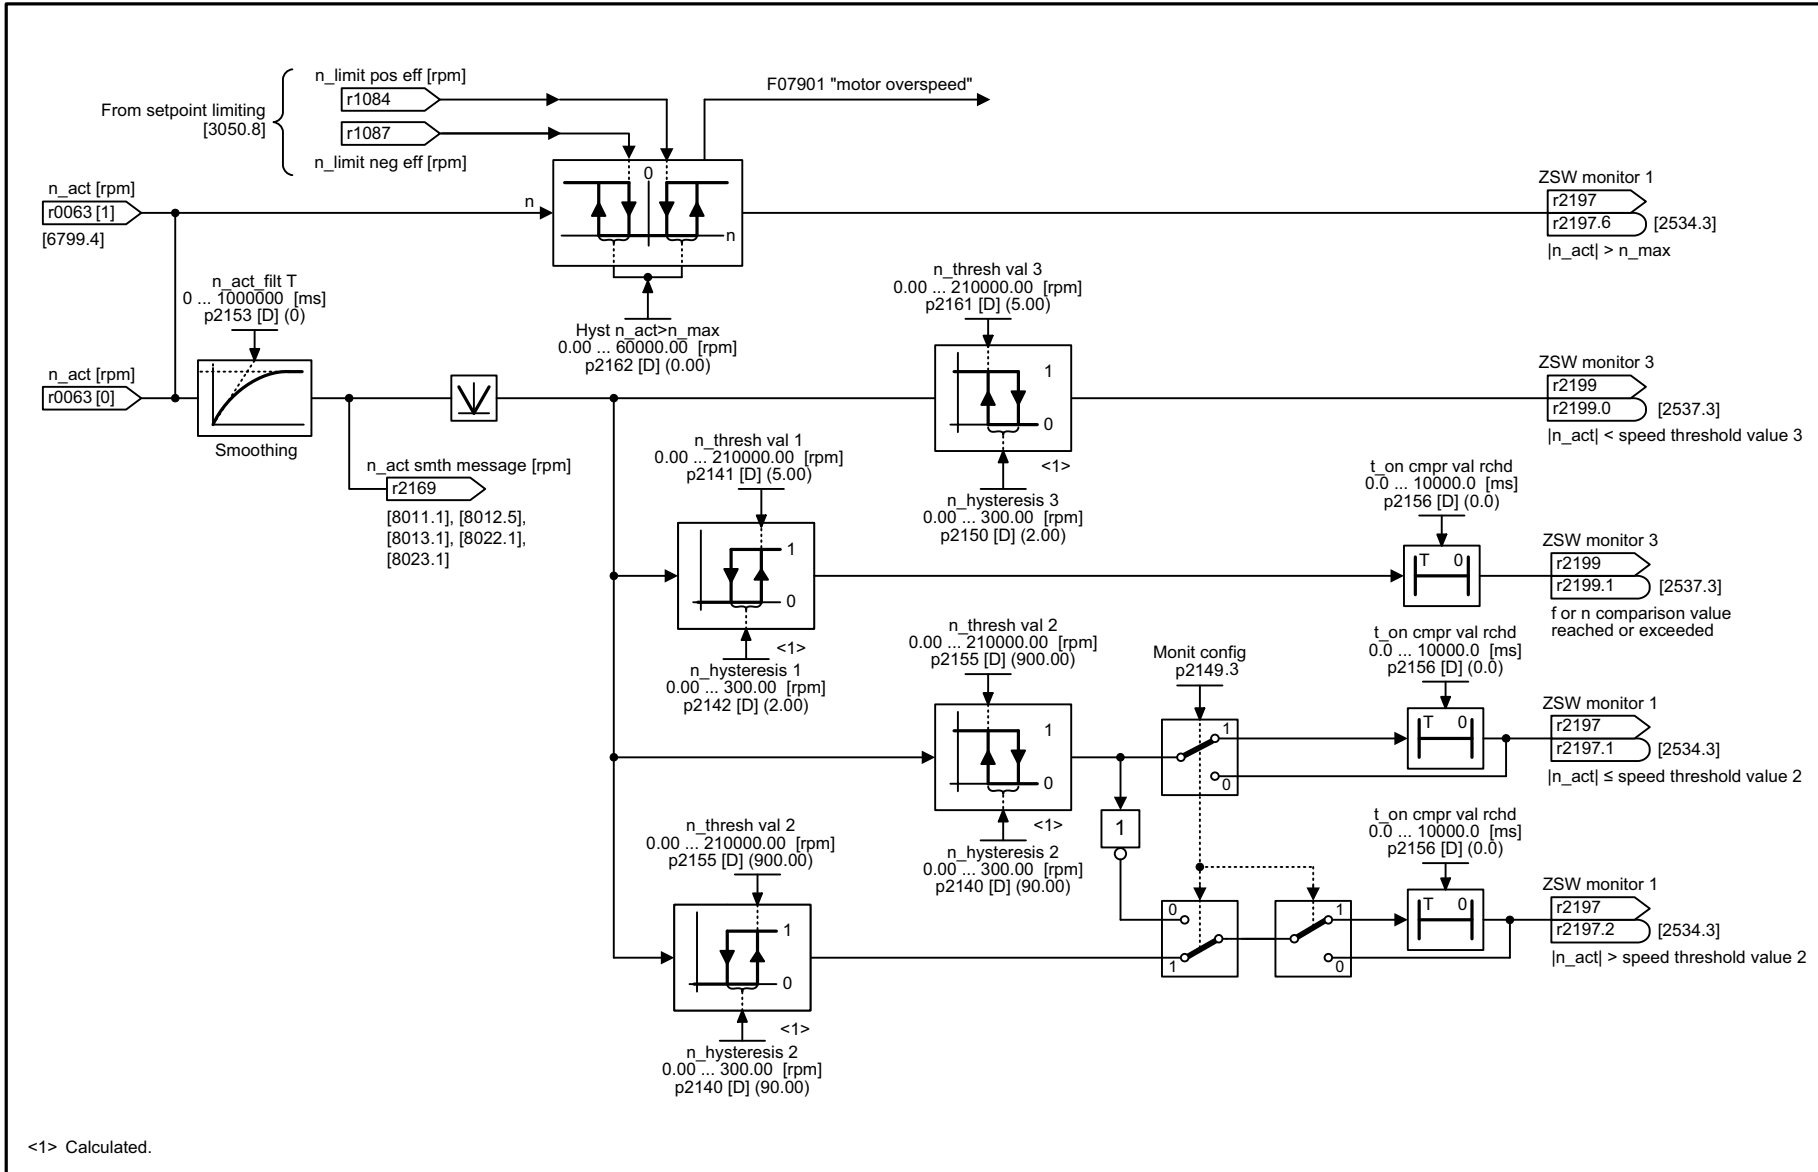 n_limit pos eff [rpm]
r1084
From setpoint limiting
[3050.8]
r1087
n_limit neg eff [rpm]
F07901 "motor overspeed"
n_act [rpm]
r0063 [1]
[6799.4]
n
0
n
ZSW monitor 1
r2197
r2197.6
[2534.3]
|n_act| > n_max
n_act_filt T
0 ... 1000000 [ms]
p2153 [D] (0)
Hyst n_act>n_max
0.00 ... 60000.00 [rpm]
p2162 [D] (0.00)
n_thresh val 3
0.00 ... 210000.00 [rpm]
p2161 [D] (5.00)
n_act [rpm]
r0063 [0]
Smoothing
1
0
<1>
n_hysteresis 3
0.00 ... 300.00 [rpm]
p2150 [D] (2.00)
ZSW monitor 3
r2199
r2199.0
[2537.3]
|n_act| < speed threshold value 3
n_act smth message [rpm]
r2169
[8011.1], [8012.5],
[8013.1], [8022.1],
[8023.1]
n_thresh val 1
0.00 ... 210000.00 [rpm]
p2141 [D] (5.00)
1
0
<1>
n_hysteresis 1
0.00 ... 300.00 [rpm]
p2142 [D] (2.00)
t_on cmpr val rchd
0.0 ... 10000.0 [ms]
p2156 [D] (0.0)
T 0
ZSW monitor 3
r2199
r2199.1
[2537.3]
f or n comparison value
reached or exceeded
n_thresh val 2
0.00 ... 210000.00 [rpm]
p2155 [D] (900.00)
1
0
<1>
n_hysteresis 2
0.00 ... 300.00 [rpm]
p2140 [D] (90.00)
Monit config
p2149.3
1
0
t_on cmpr val rchd
0.0 ... 10000.0 [ms]
p2156 [D] (0.0)
T 0
ZSW monitor 1
r2197
r2197.1
[2534.3]
|n_act| ≤ speed threshold value 2
1
n_thresh val 2
0.00 ... 210000.00 [rpm]
p2155 [D] (900.00)
1
0
<1>
n_hysteresis 2
0.00 ... 300.00 [rpm]
p2140 [D] (90.00)
0
1
1
0
t_on cmpr val rchd
0.0 ... 10000.0 [ms]
p2156 [D] (0.0)
T 0
ZSW monitor 1
r2197
r2197.2
[2534.3]
|n_act| > speed threshold value 2
<1> Calculated.